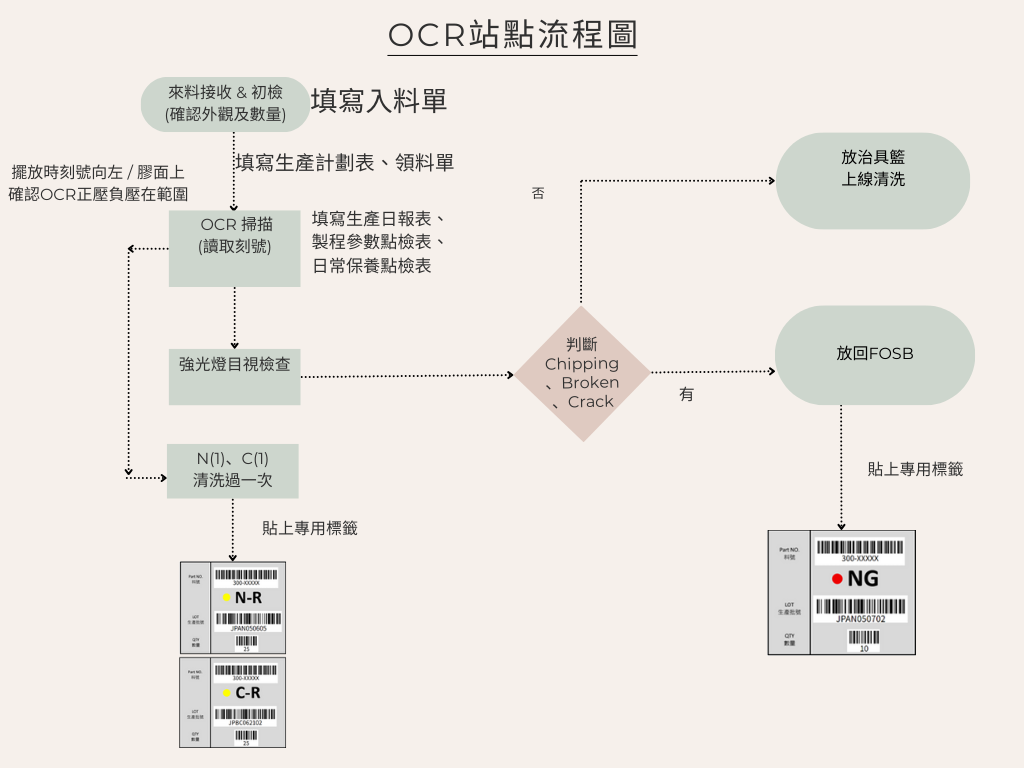 OCR站點流程圖
來料接收 & 初檢
(確認外觀及數量)
填寫入料單
填寫生產計劃表、領料單
擺放時刻號向左 / 膠面上
確認OCR正壓負壓在範圍
OCR 掃描
(讀取刻號)
填寫生產日報表、
製程參數點檢表、
日常保養點檢表
強光燈目視檢查
判斷
Chipping
、Broken
、Crack
否
放治具籃
上線清洗
有
放回FOSB
貼上專用標籤
N(1)、C(1)
清洗過一次
貼上專用標籤
Part NO.
料號
300-XXXXX
N-R
LOT
生產批號
JPAN050605
QTY
數量
25
Part NO.
料號
300-XXXXX
C-R
LOT
生產批號
JPBC062102
QTY
數量
25
Part NO.
料號
300-XXXXX
NG
LOT
生產批號
JPAN050702
QTY
數量
10